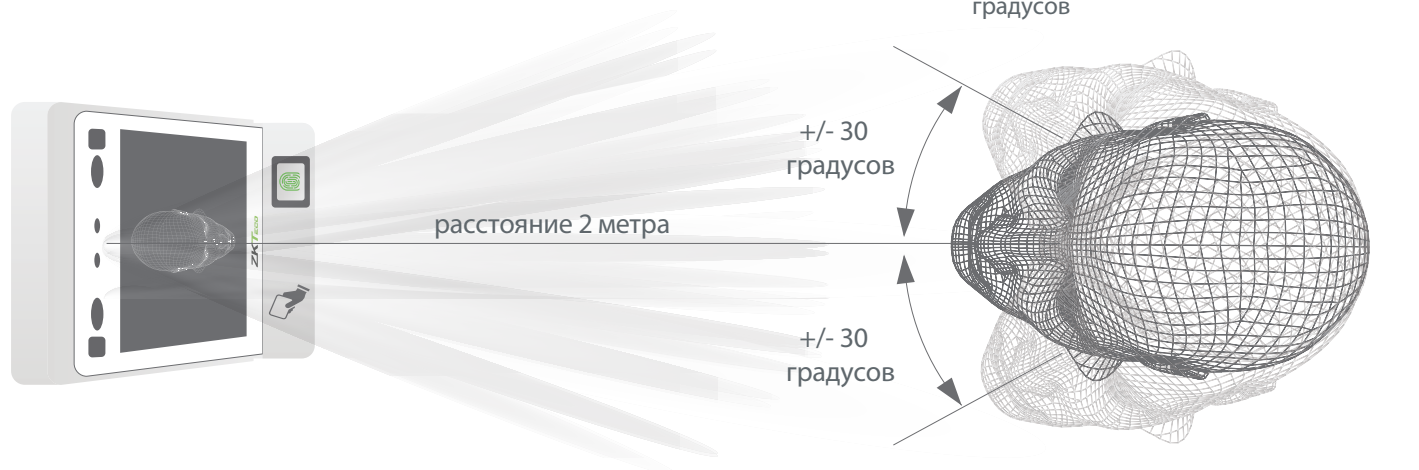 градусов
+/- 30
градусов
расстояние 2 метра
ZKTeco
+/- 30
градусов